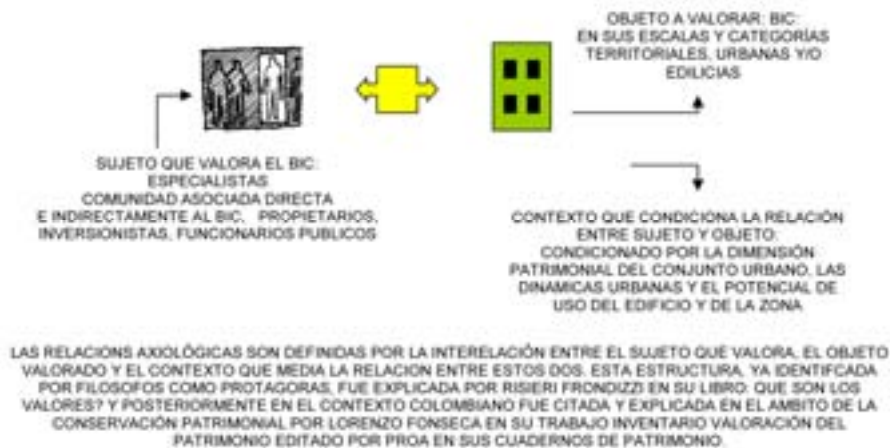 OBJETO A VALORAR: BIC:
EN SUS ESCALAS Y CATEGORÍAS
TERRITORIALES, URBANAS Y/O
EDILICIAS
SUJETO QUE VALORA EL BIC:
ESPECIALISTAS
COMUNIDAD ASOCIADA DIRECTA
E INDIRECTAMENTE AL BIC, PROPIETARIOS,
INVERSIONISTAS, FUNCIONARIOS PUBLICOS
CONTEXTO QUE CONDICIONA LA RELACIÓN
ENTRE SUJETO Y OBJETO:
CONDICIONADO POR LA DIMENSIÓN
PATRIMONIAL DEL CONJUNTO URBANO, LAS
DINAMICAS URBANAS Y EL POTENCIAL DE
USO DEL EDIFICIO Y DE LA ZONA
LAS RELACIONS AXIOLÓGICAS SON DEFINIDAS POR LA INTERELACIÓN ENTRE EL SUJETO QUE VALORA, EL OBJETO
VALORADO Y EL CONTEXTO QUE MEDIA LA RELACION ENTRE ESTOS DOS. ESTA ESTRUCTURA, YA IDENTIFCADA
POR FILOSOFOS COMO PROTAGORAS, FUE EXPLICADA POR RISIERI FRONDIZZI EN SU LIBRO: QUE SON LOS
VALORES? Y POSTERIORMENTE EN EL CONTEXTO COLOMBIANO FUE CITADA Y EXPLICADA EN EL AMBITO DE LA
CONSERVACIÓN PATRIMONIAL POR LORENZO FONSECA EN SU TRABAJO INVENTARIO VALORACIÓN DEL
PATRIMONIO EDITADO POR PROA EN SUS CUADERNOS DE PATRIMONIO